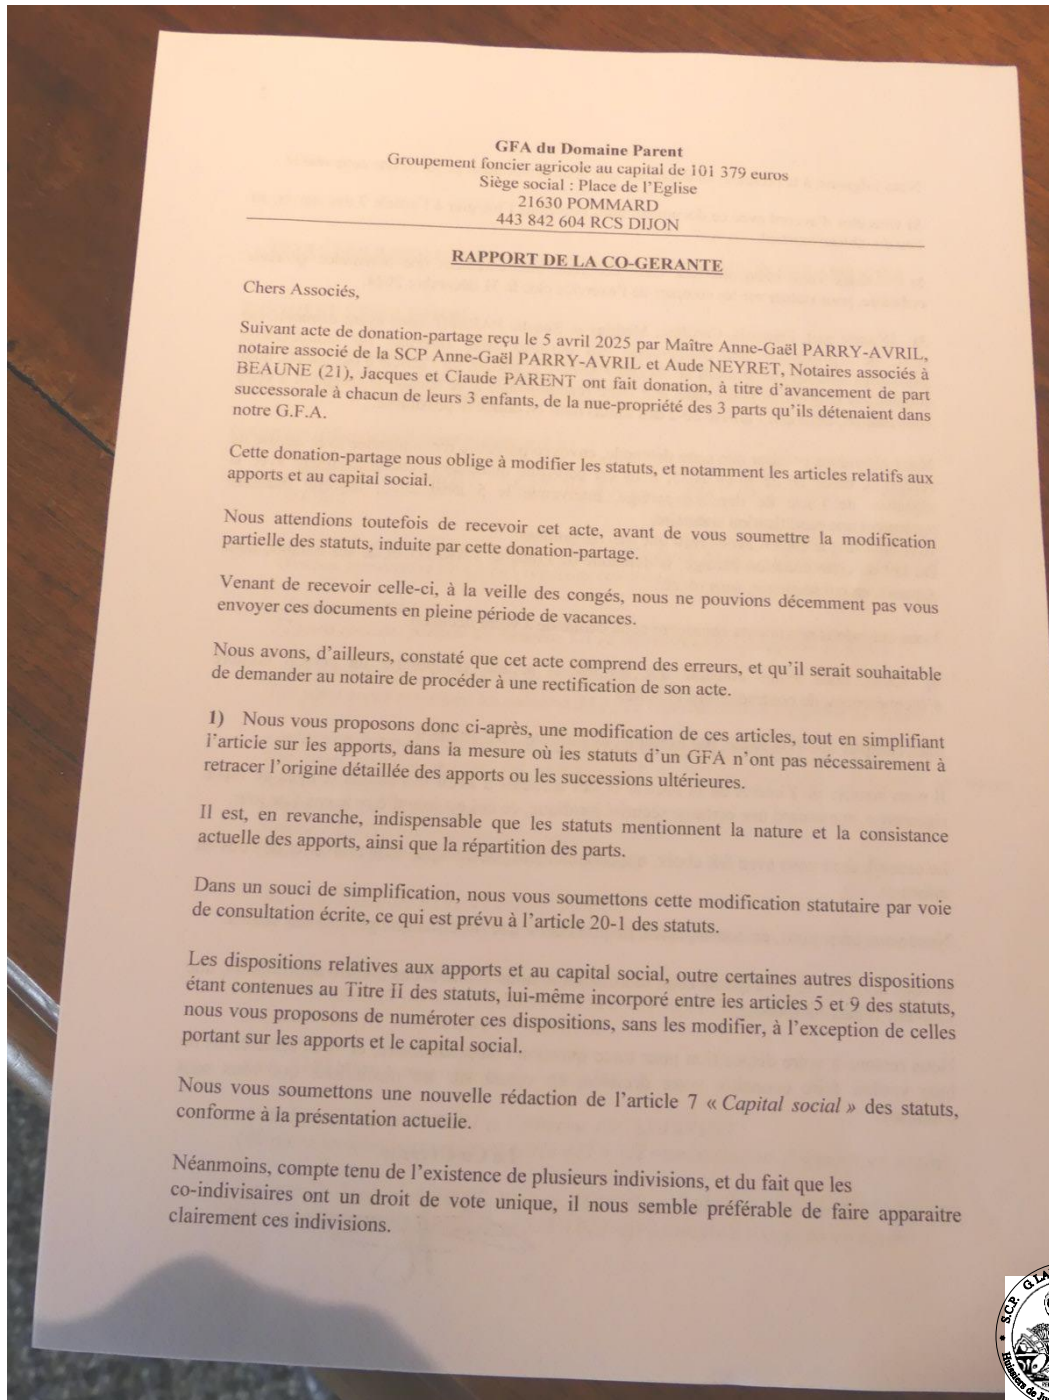 GFA du Domaine Parent
Groupement foncier agricole au capital de 101 379 euros
Siège social : Place de l'Eglise
21630 POMMARD
443 842 604 RCS DIJON
RAPPORT DE LA CO-GERANTE
Chers Associés,
Suivant acte de donation-partage reçu le 5 avril 2025 par Maître Anne-Gaël PARRY-AVRIL,
notaire associé de la SCP Anne-Gaël PARRY-AVRIL et Aude NEYRET, Notaires associés à
BEAUNE (21), Jacques et Claude PARENT ont fait donation, à titre d'avancement de part
successorale à chacun de leurs 3 enfants, de la nue-propriété des 3 parts qu'ils détenaient dans
notre G.F.A.
Cette donation-partage nous oblige à modifier les statuts, et notamment les articles relatifs aux
apports et au capital social.
Nous attendions toutefois de recevoir cet acte, avant de vous soumettre la modification
partielle des statuts, induite par cette donation-partage.
Venant de recevoir celle-ci, à la veille des congés, nous ne pouvions décemment pas vous
envoyer ces documents en pleine période de vacances.
Nous avons, d'ailleurs, constaté que cet acte comprend des erreurs, et qu'il serait souhaitable
de demander au notaire de procéder à une rectification de son acte.
1) Nous vous proposons donc ci-après, une modification de ces articles, tout en simplifiant
l'article sur les apports, dans la mesure où les statuts d'un GFA n'ont pas nécessairement à
retracer l'origine détaillée des apports ou les successions ultérieures.
Il est, en revanche, indispensable que les statuts mentionnent la nature et la consistance
actuelle des apports, ainsi que la répartition des parts.
Dans un souci de simplification, nous vous soumettons cette modification statutaire par voie
de consultation écrite, ce qui est prévu à l'article 20-1 des statuts.
Les dispositions relatives aux apports et au capital social, outre certaines autres dispositions
étant contenues au Titre II des statuts, lui-même incorporé entre les articles 5 et 9 des statuts,
nous vous proposons de numéroter ces dispositions, sans les modifier, à l'exception de celles
portant sur les apports et le capital social.
Nous vous soumettons une nouvelle rédaction de l'article 7 « Capital social » des statuts,
conforme à la présentation actuelle.
Néanmoins, compte tenu de l'existence de plusieurs indivisions, et du fait que les
co-indivisaires ont un droit de vote unique, il nous semble préférable de faire apparaitre
clairement ces indivisions.
S.C.P.
Huissiers de